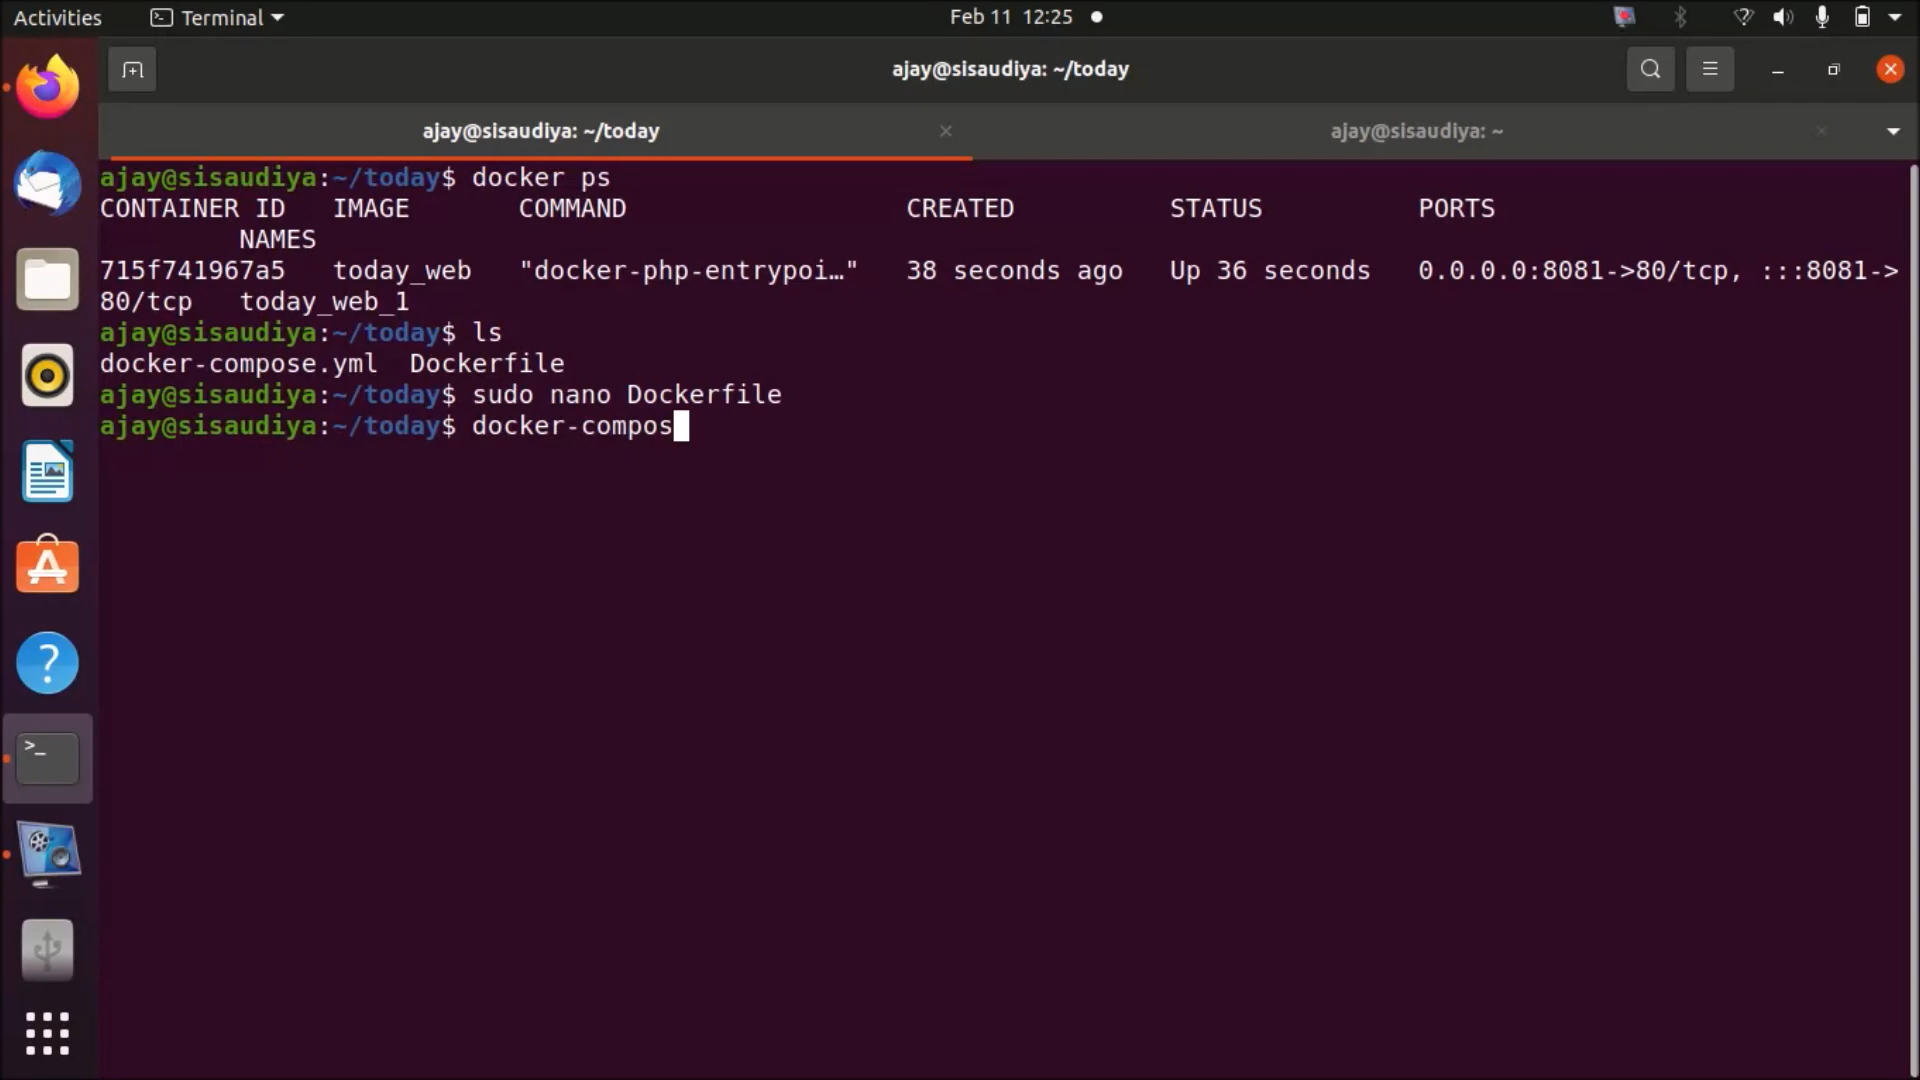 Activities Terminal Feb 11 12:25
ajay@sisaudiya: ~/today
ajay@sisaudiya: ~/today ajay@sisaudiya: ~
ajay@sisaudiya:~/today$ docker ps
CONTAINER ID IMAGE COMMAND CREATED STATUS PORTS
NAMES
715f741967a5 today_web "docker-php-entrypoi…" 38 seconds ago Up 36 seconds 0.0.0.0:8081->80/tcp, :::8081->
80/tcp today_web_1
ajay@sisaudiya:~/today$ ls
docker-compose.yml Dockerfile
ajay@sisaudiya:~/today$ sudo nano Dockerfile
ajay@sisaudiya:~/today$ docker-compos